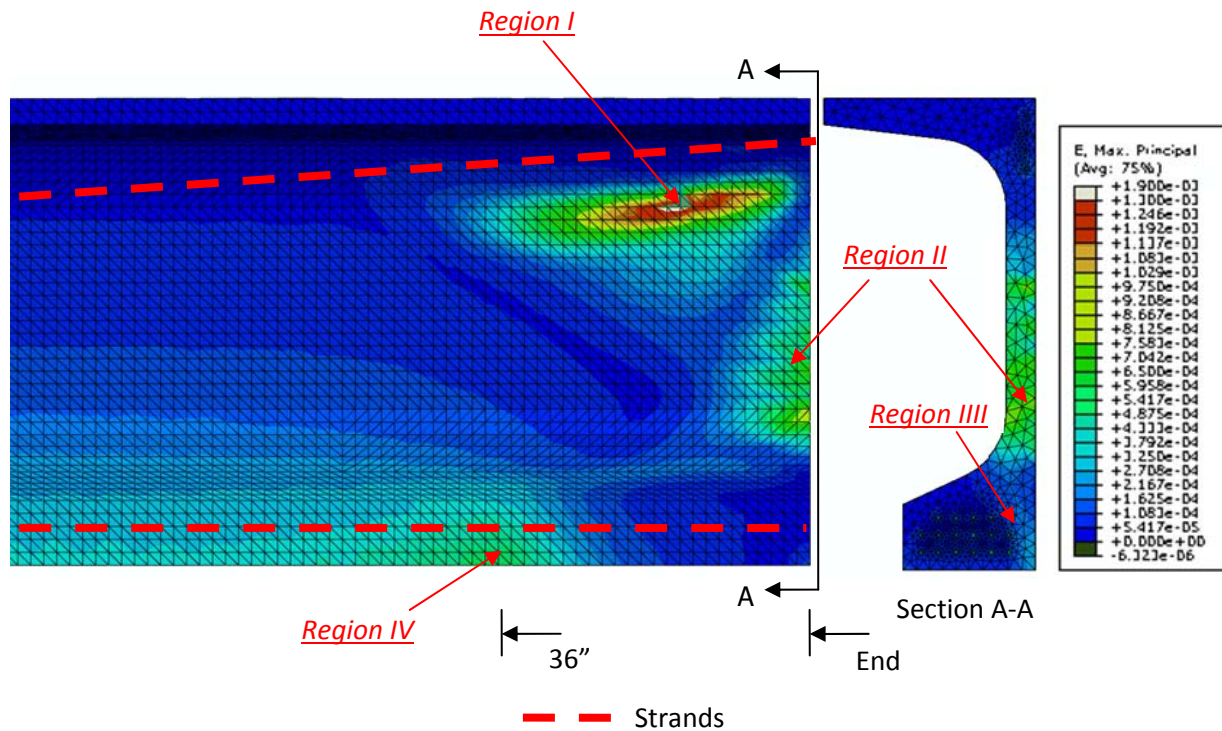 Region I
A
A
E, Max. Principal
(Avg: 75%)
+1.900e-03
+1.300e-03
+1.246e-03
+1.192e-03
+1.137e-03
+1.083e-03
+1.029e-03
+9.750e-04
+9.208e-04
+8.667e-04
+8.125e-04
+7.583e-04
+7.042e-04
+6.500e-04
+5.958e-04
+5.417e-04
+4.875e-04
+4.333e-04
+3.792e-04
+3.250e-04
+2.708e-04
+2.167e-04
+1.625e-04
+1.083e-04
+5.417e-05
+0.000e+00
-6.323e-06
Region II
Region IIII
Section A-A
Region IV
36”
End
Strands